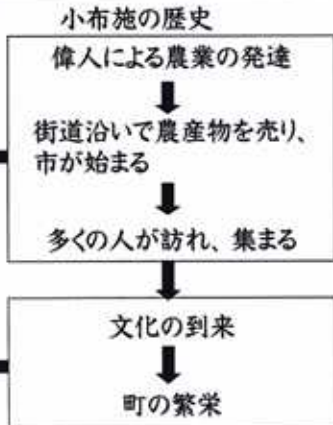 小布施の歴史
偉人による農業の発達
街道沿いで農産物を売り、
市が始まる
多くの人が訪れ、集まる
文化の到来
町の繁栄